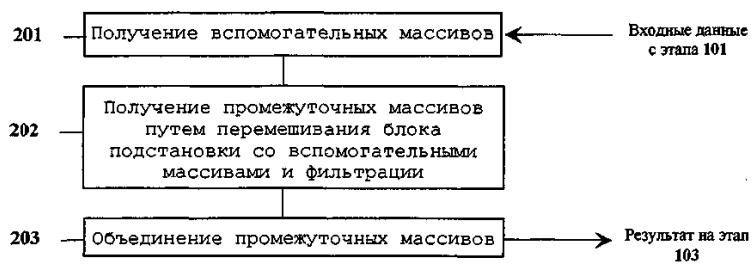 201
Получение вспомогательных массивов
Входные данные
с этапа 101
202
Получение промежуточных массивов
путем перемешивания блока
подстановки со вспомогательными
массивами и фильтрации
203
Объединение промежуточных массивов
Результат на этап
103